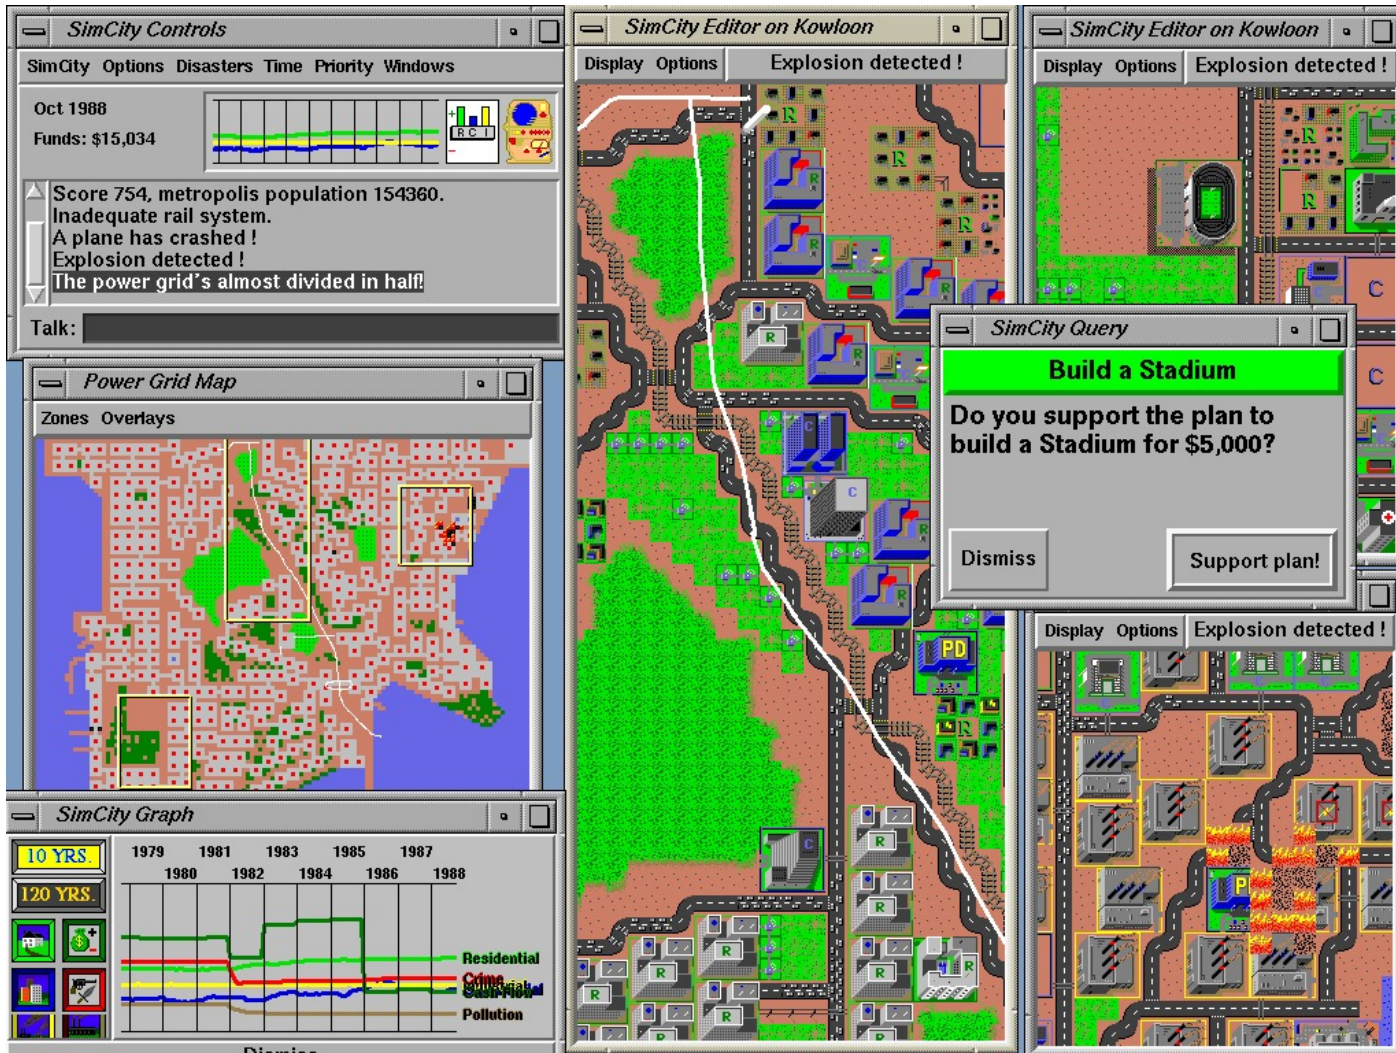 SimCity Controls
SimCity Options Disasters Time Priority Windows
Oct 1988
Funds: $15,034
R C I
Score 754, metropolis population 154360.
Inadequate rail system.
A plane has crashed !
Explosion detected !
The power grid's almost divided in half!
Talk:
Power Grid Map
Zones Overlays
SimCity Graph
10 YRS.
120 YRS.
1979 1981 1983 1985 1987
1980 1982 1984 1986 1988
Residential
Crime
Cash Flow
Pollution
Dismiss
SimCity Editor on Kowloon
Display Options Explosion detected !
R
R
R
R
R
R
R
R
R
C
C
R
R
PD
R
C
R
R
R
R
R
R
R
R
R
R
SimCity Editor on Kowloon
Display Options Explosion detected !
R
R
C
C
SimCity Query
Build a Stadium
Do you support the plan to
build a Stadium for $5,000?
Dismiss
Support plan!
Display Options Explosion detected !
C
P